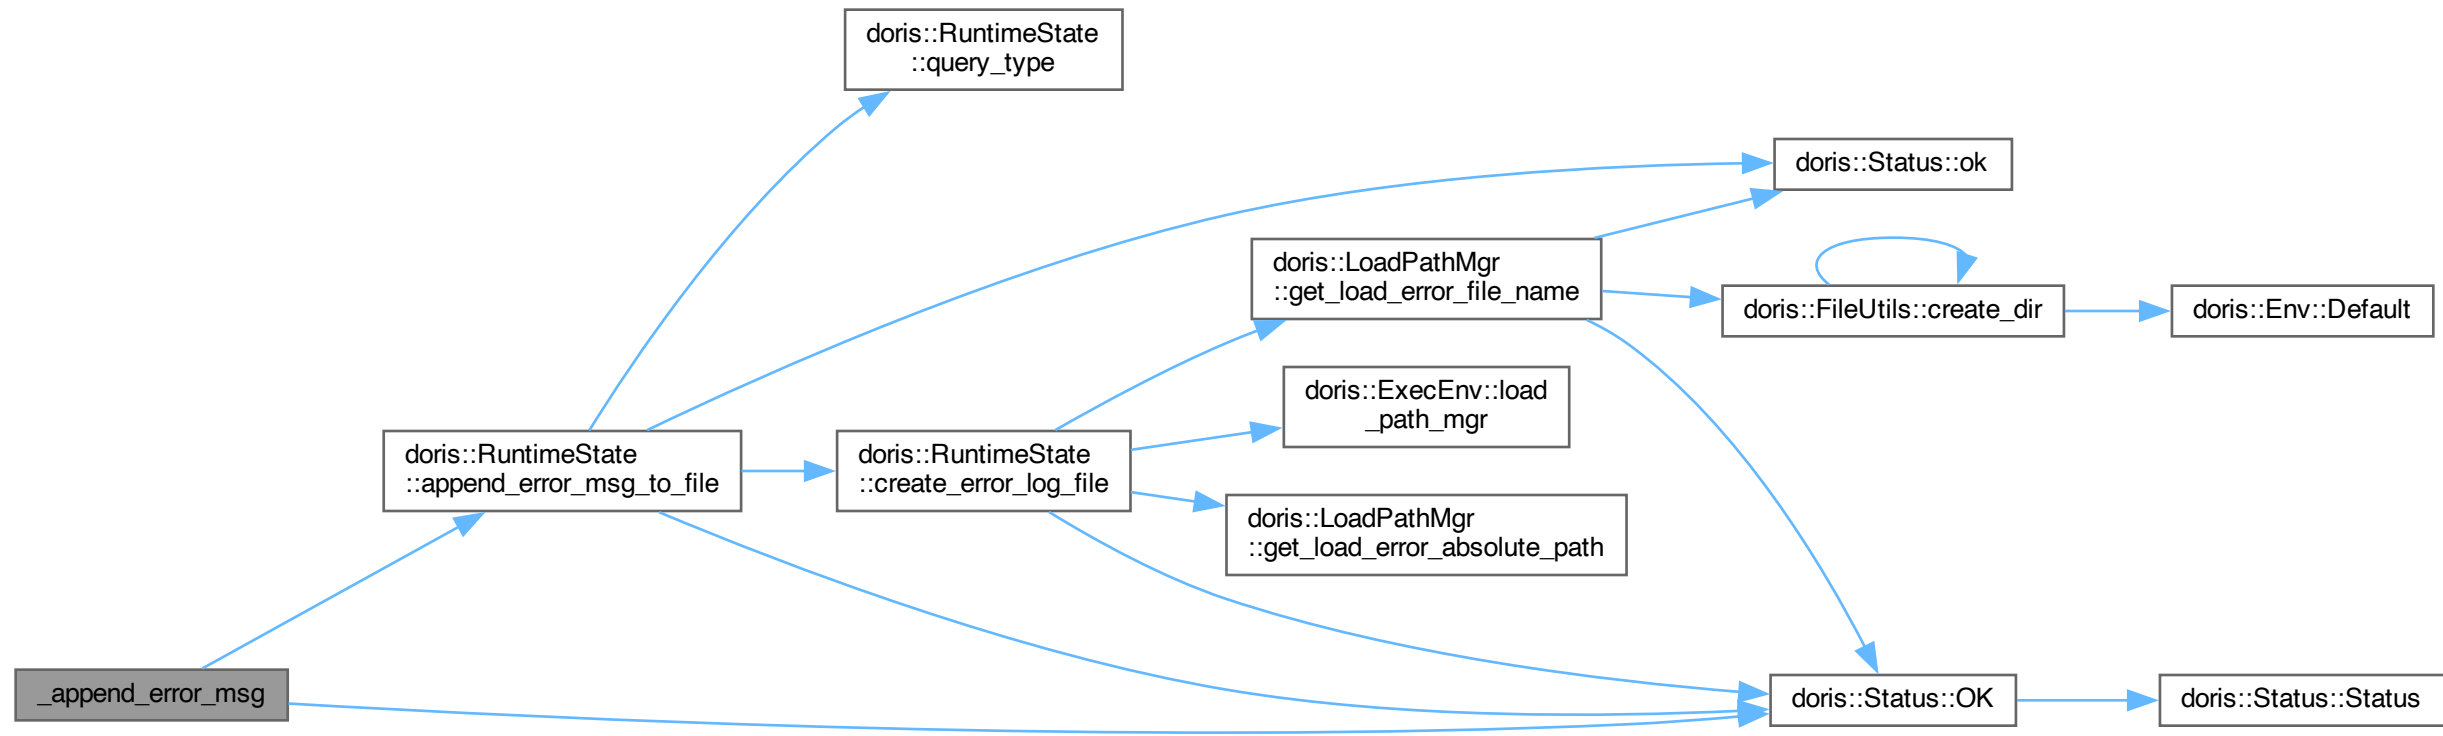 doris::RuntimeState
::query_type
doris::Status::ok
doris::LoadPathMgr
::get_load_error_file_name
doris::FileUtils::create_dir
doris::Env::Default
doris::ExecEnv::load
_path_mgr
doris::RuntimeState
::append_error_msg_to_file
doris::RuntimeState
::create_error_log_file
doris::LoadPathMgr
::get_load_error_absolute_path
_append_error_msg
doris::Status::OK
doris::Status::Status